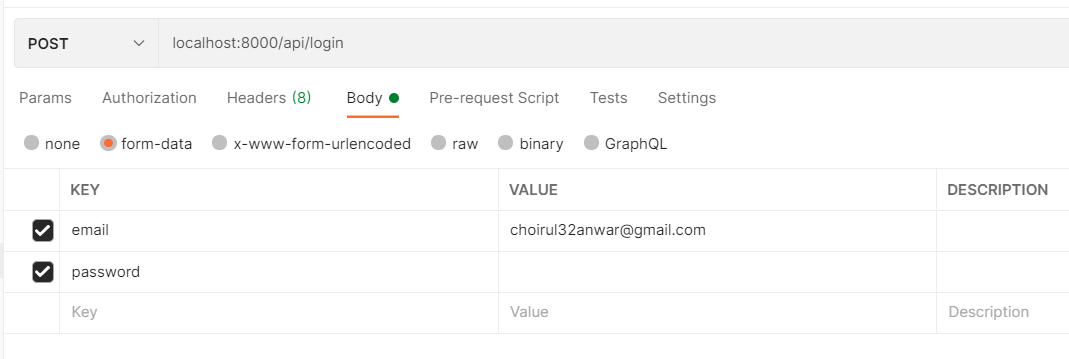 POST localhost:8000/api/login
Params Authorization Headers (8) Body Pre-request Script Tests Settings
none form-data x-www-form-urlencoded raw binary GraphQL
KEY VALUE DESCRIPTION
email choirul32anwar@gmail.com
password
Key Value Description